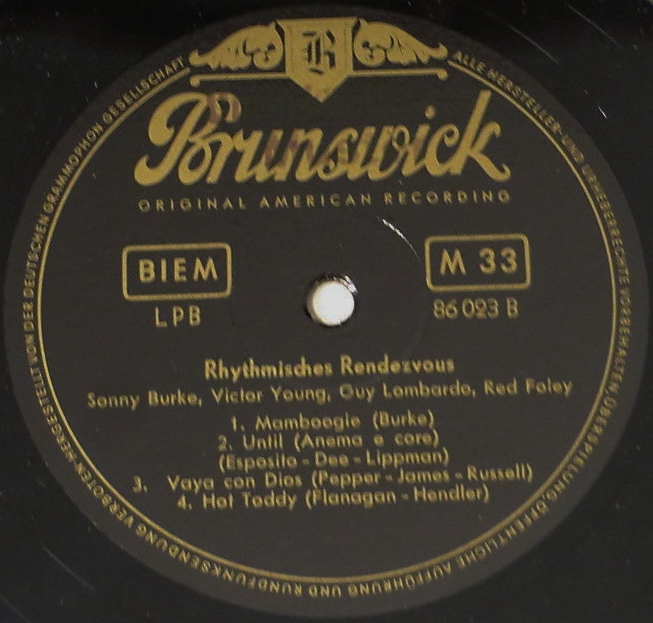 B
Brunswick
ORIGINAL AMERICAN RECORDING
BIEM
M 33
LPB
86 023 B
Rhythmisches Rendezvous
Sonny Burke, Victor Young, Guy Lombardo, Red Foley
1. Mamboogie (Burke)
2. Until (Anema e core)
(Esposito - Dee - Lippman)
3. Vaya con Dios (Pepper - James - Russell)
4. Hot Toddy (Flanagan - Hendler)
HERGESTELLT VON DER DEUTSCHEN GRAMMOPHON GESELLSCHAFT
ALLE HERSTELLER- UND URHEBERRECHTE VORBEHALTEN. ÜBERSPIELUNG, ÖFFENTLICHE AUFFÜHRUNG UND RUNDFUNKSENDUNG VERBOTEN